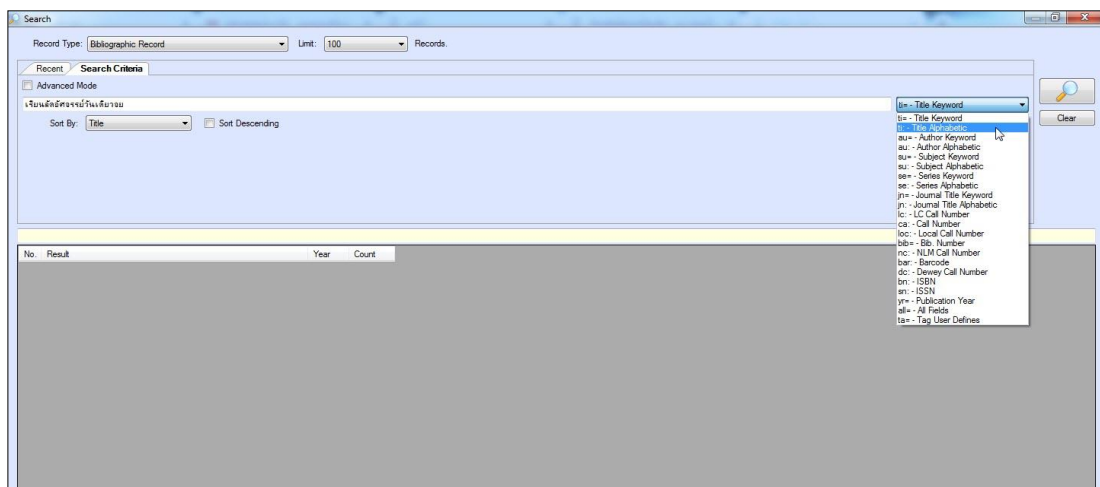 Search
Record Type: Bibliographic Record Limit: 100 Records.
Recent Search Criteria
Advanced Mode
เรียนลัดอัศจรรย์วันเดียวจบ ti= - Title Keyword
Sort By: Title Sort Descending Clear
ti= - Title Keyword
ti: - Title Alphabetic
au= - Author Keyword
au: - Author Alphabetic
su= - Subject Keyword
su: - Subject Alphabetic
se= - Series Keyword
se: - Series Alphabetic
jn= - Journal Title Keyword
jn: - Journal Title Alphabetic
lc: - LC Call Number
ca: - Call Number
loc: - Local Call Number
bib= - Bib. Number
nc: - NLM Call Number
bar: - Barcode
dc: - Dewey Call Number
bn: - ISBN
sn: - ISSN
yr= - Publication Year
all= - All Fields
ta= - Tag User Defines
No. Result Year Count